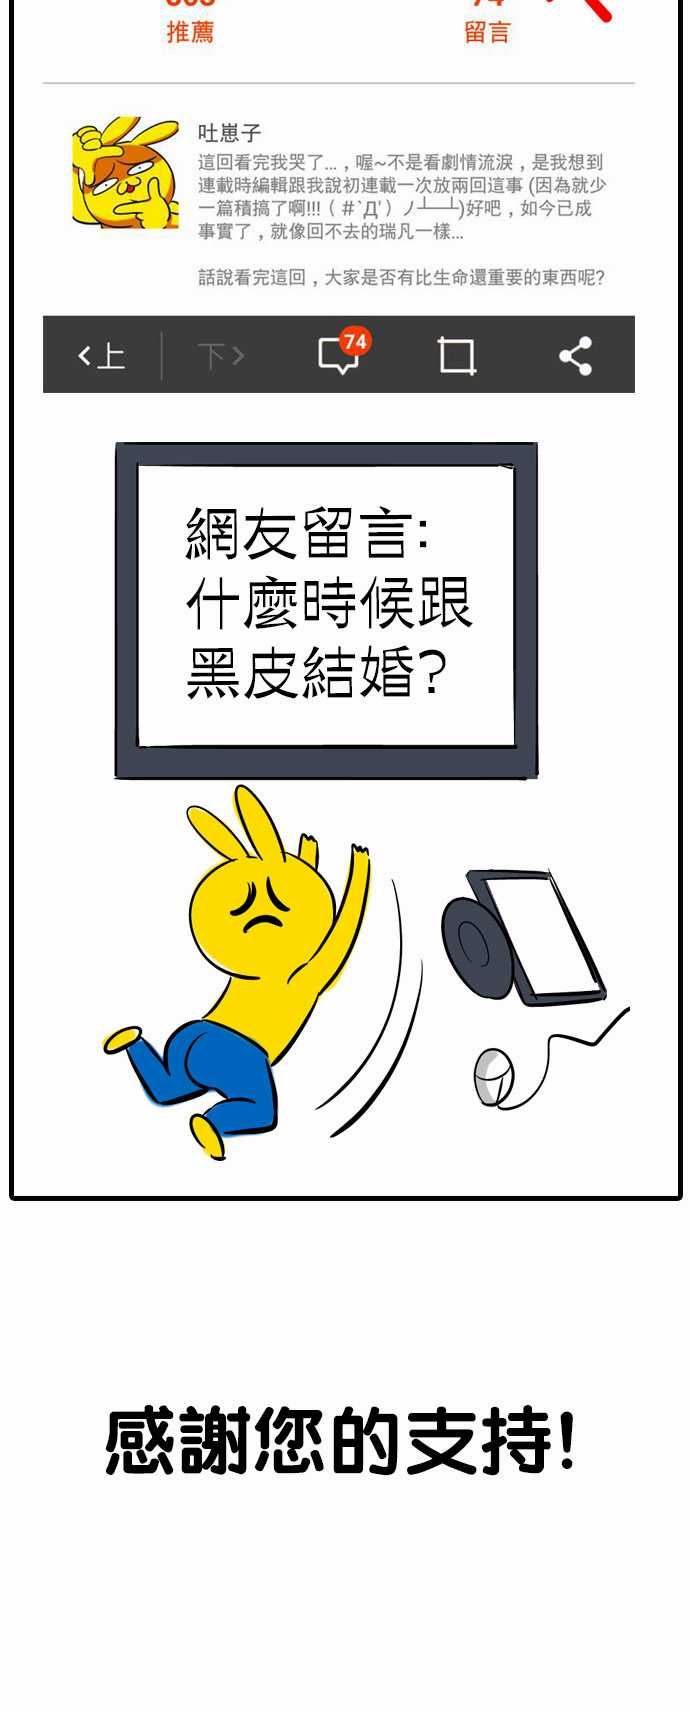 推薦
留言
吐崽子
這回看完我哭了...，喔~不是看劇情流淚，是我想到
連載時編輯跟我說初連載一次放兩回這事 (因為就少
一篇積搞了啊!!!（＃`Д'）ノ┴─┴)好吧，如今已成
事實了，就像回不去的瑞凡一樣...
話說看完這回，大家是否有比生命還重要的東西呢?
<上
下>
74
網友留言:
什麼時候跟
黑皮結婚?
感謝您的支持!